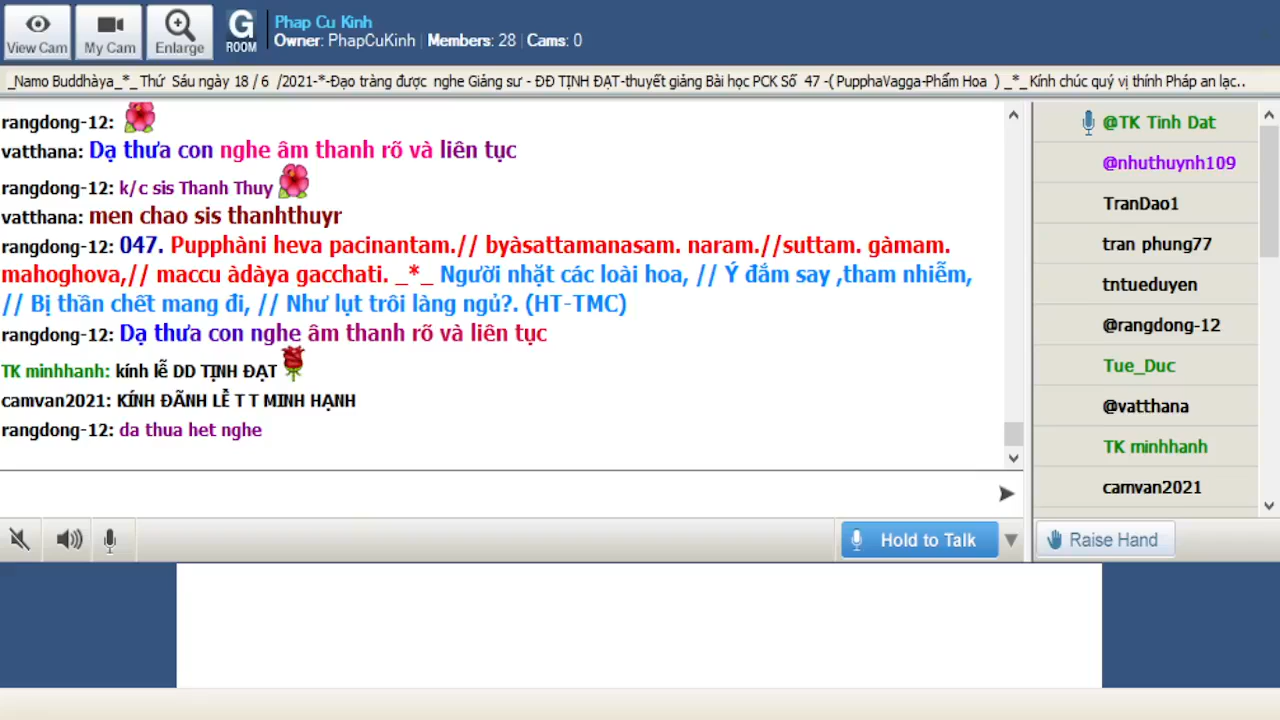 View Cam
My Cam
Enlarge
G
ROOM
Phap Cu Kinh
Owner: PhapCuKinh | Members: 28 | Cams: 0
_Namo Buddhàya_*_ Thứ Sáu ngày 18 / 6 /2021-*-Đạo tràng được nghe Giảng sư - ĐĐ TỊNH ĐẠT-thuyết giảng Bài học PCK Số 47 -( PupphaVagga-Phẩm Hoa ) _*_ Kính chúc quý vị thính Pháp an lạc..
rangdong-12:
vatthana: Dạ thưa con nghe âm thanh rõ và liên tục
rangdong-12: k/c sis Thanh Thuy
vatthana: men chao sis thanhthuyr
rangdong-12: 047. Pupphàni heva pacinantam.// byàsattamanasam. naram.//suttam. gàmam.
mahoghova,// maccu àdàya gacchati. _*_ Người nhặt các loài hoa, // Ý đắm say ,tham nhiễm,
// Bị thần chết mang đi, // Như lụt trôi làng ngủ?. (HT-TMC)
rangdong-12: Dạ thưa con nghe âm thanh rõ và liên tục
TK minhhanh: kính lễ DD TỊNH ĐẠT
camvan2021: KÍNH ĐÃNH LỄ T T MINH HẠNH
rangdong-12: da thua het nghe
@TK Tinh Dat
@nhuthuynh109
TranDao1
tran phung77
tntueduyen
@rangdong-12
Tue_Duc
@vatthana
TK minhhanh
camvan2021
Hold to Talk
Raise Hand